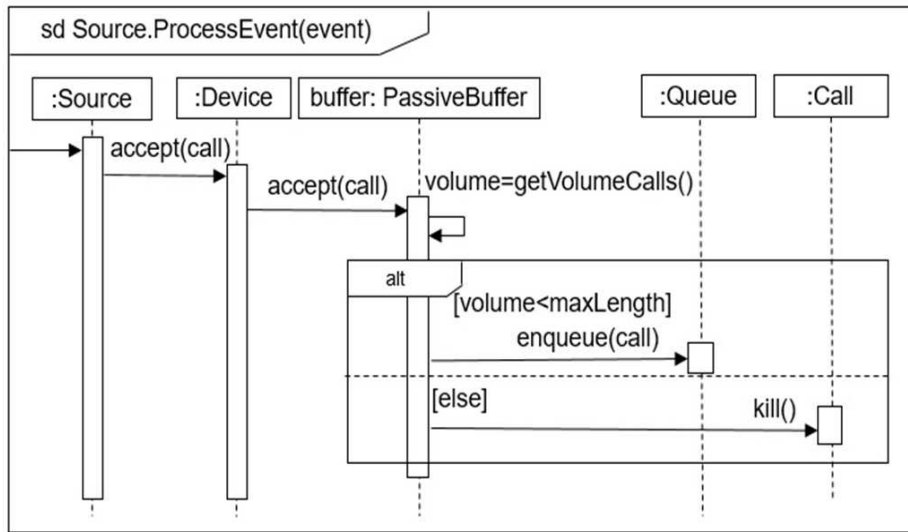 sd Source.ProcessEvent(event)
:Source
:Device
buffer: PassiveBuffer
:Queue
:Call
accept(call)
accept(call)
volume=getVolumeCalls()
alt
[volume<maxLength]
enqueue(call)
[else]
kill()